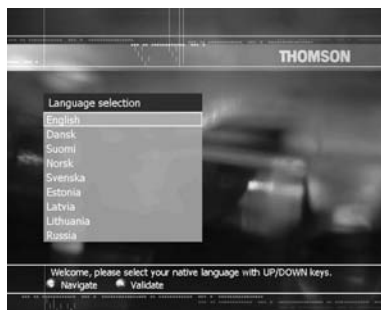 THOMSON
Language selection
English
Dansk
Suomi
Norsk
Svenska
Estonia
Latvia
Lithuania
Russia
Welcome, please select your native language with UP/DOWN keys.
Navigate Validate